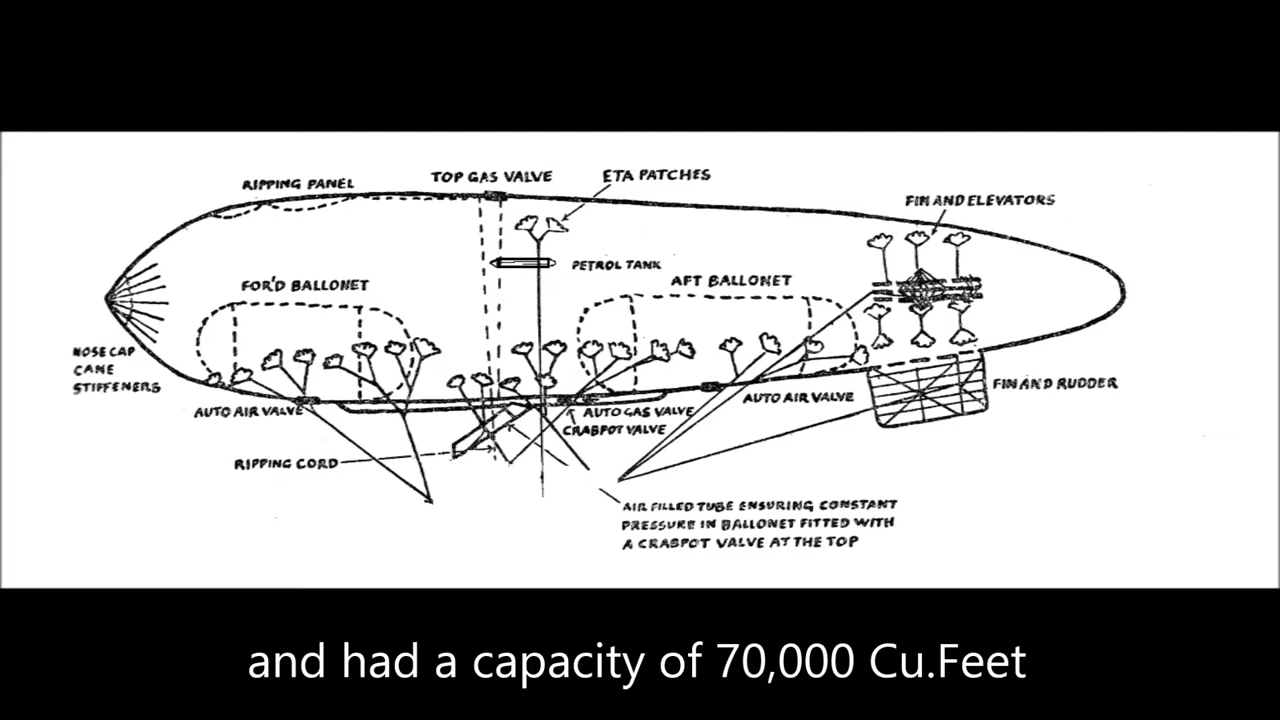 RIPPING PANEL
TOP GAS VALVE
ETA PATCHES
FIN AND ELEVATORS
PETROL TANK
FOR'D BALLONET
AFT BALLONET
NOSE CAP
CANE
STIFFENERS
AUTO AIR VALVE
AUTO GAS VALVE
CRABPOT VALVE
AUTO AIR VALVE
FIN AND RUDDER
RIPPING CORD
AIR FILLED TUBE ENSURING CONSTANT
PRESSURE IN BALLONET FITTED WITH
A CRABPOT VALVE AT THE TOP
and had a capacity of 70,000 Cu.Feet